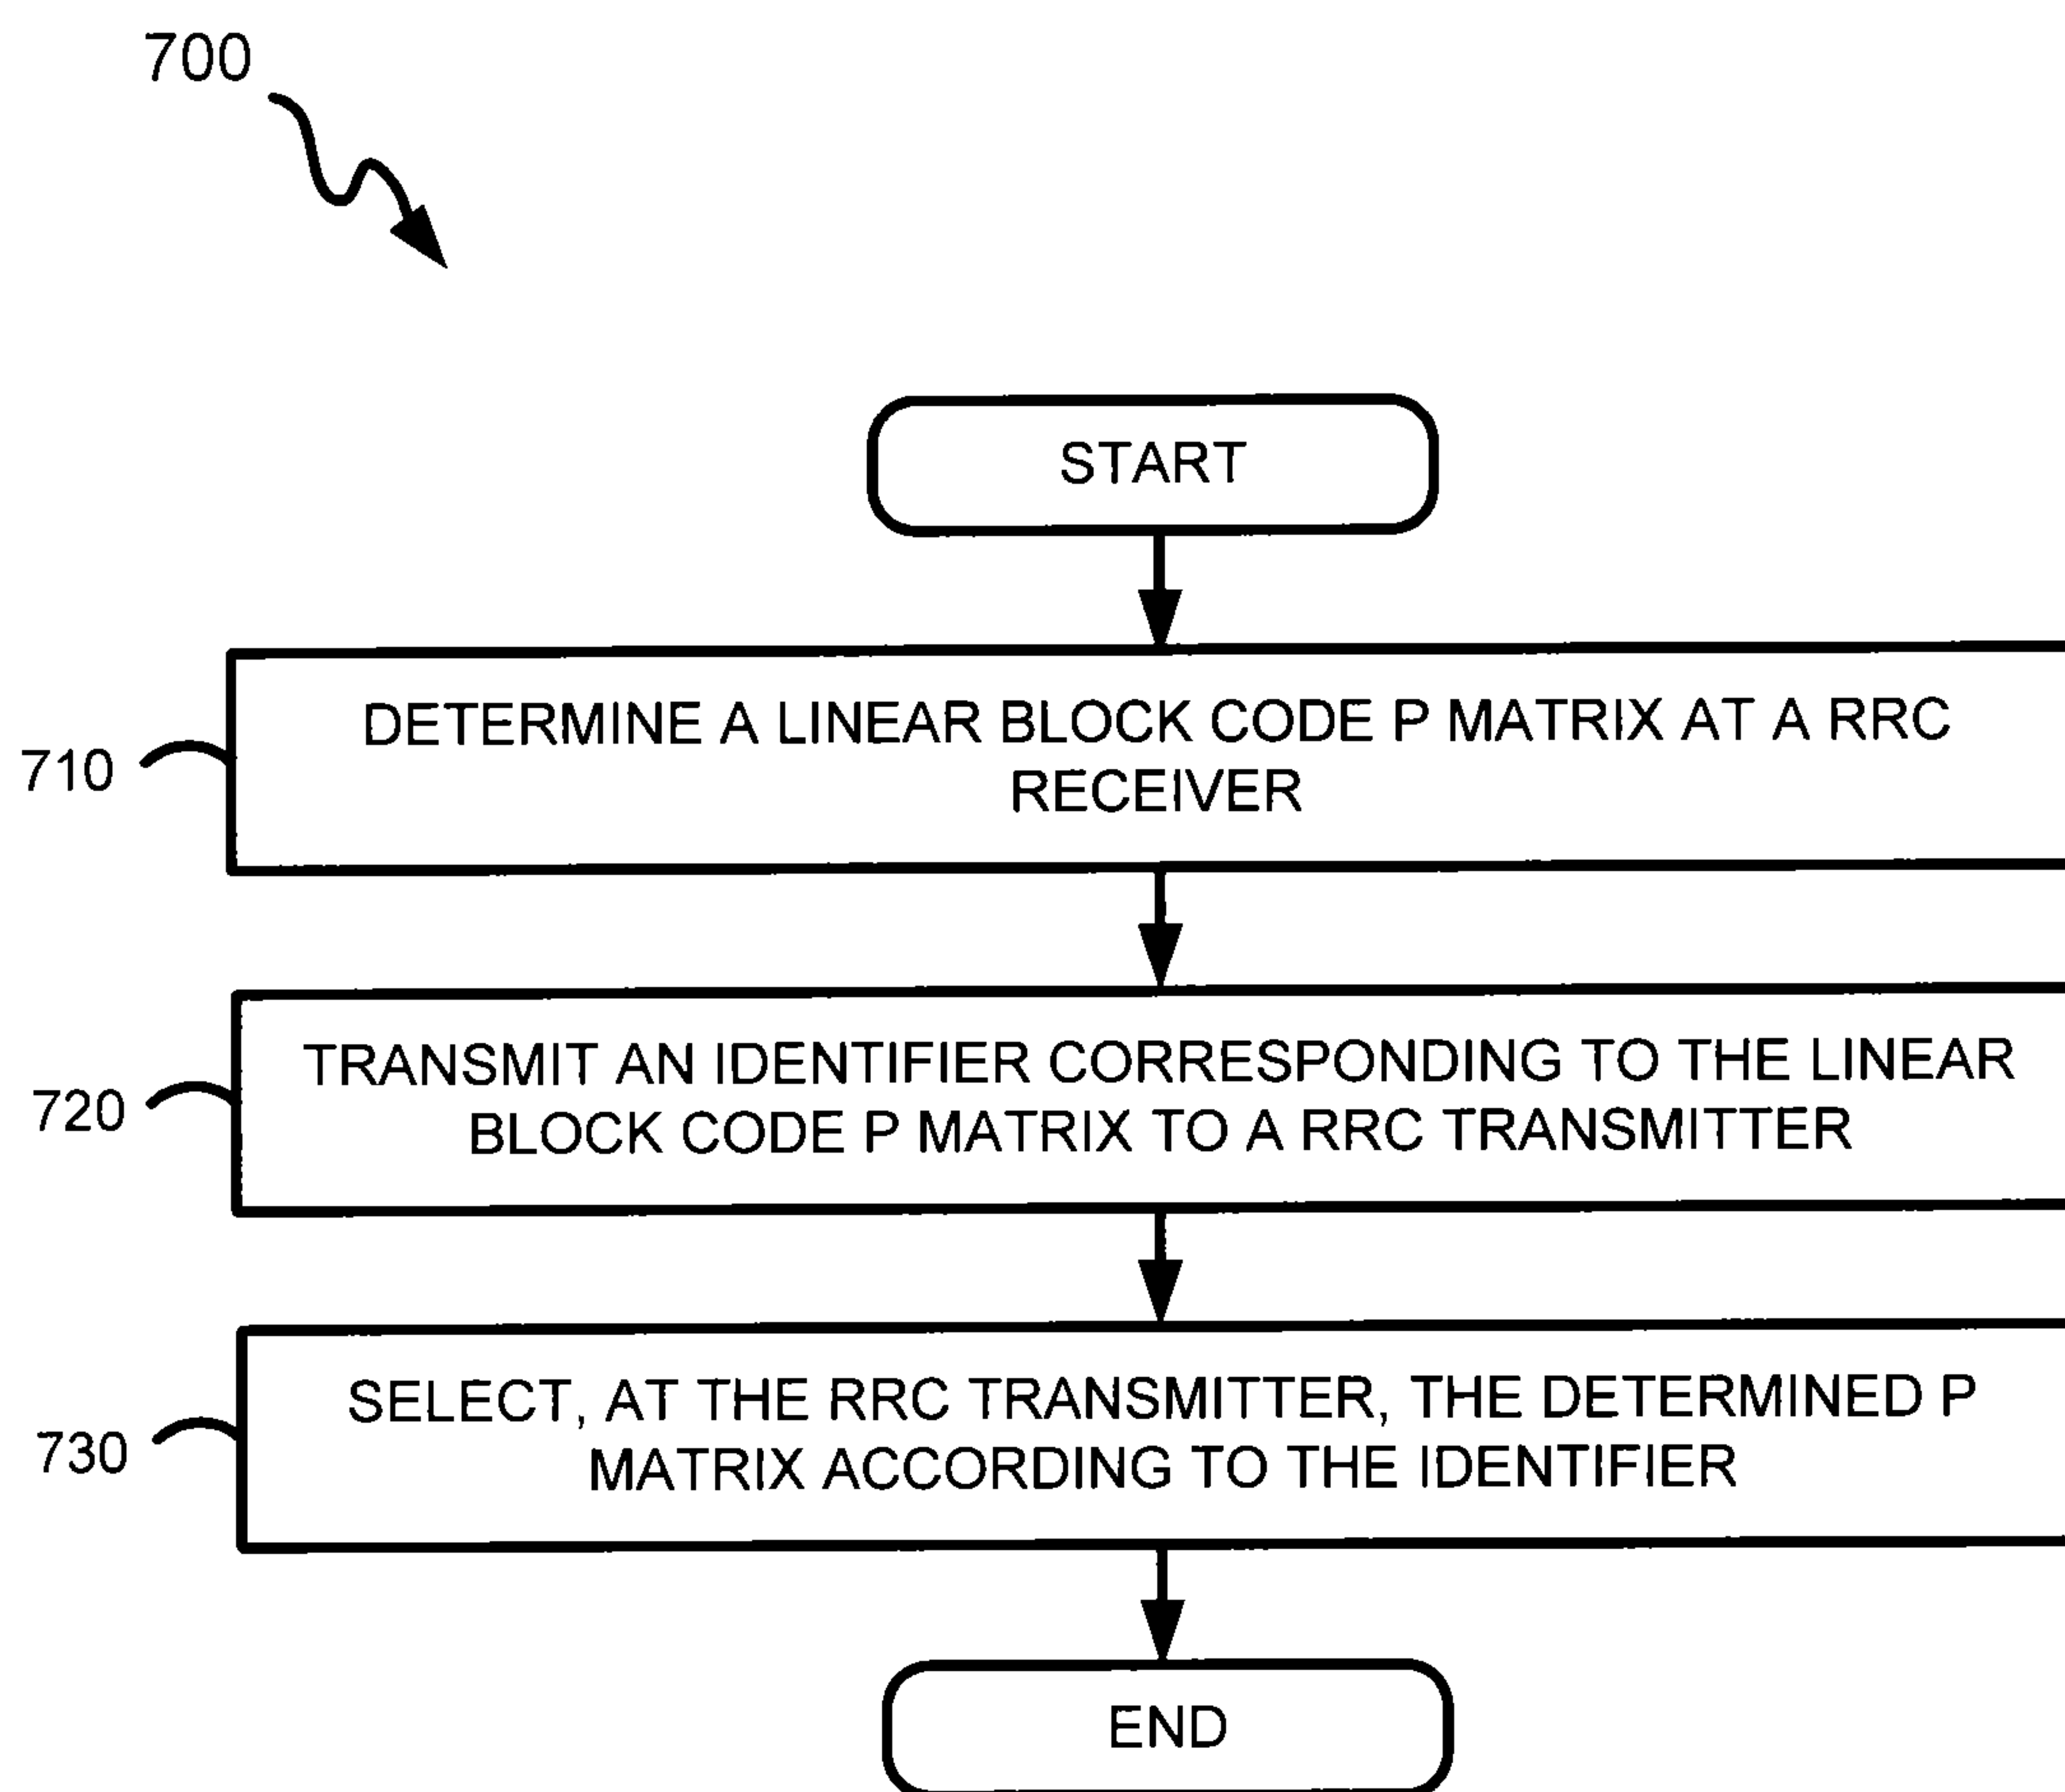 700
START
710
DETERMINE A LINEAR BLOCK CODE P MATRIX AT A RRC
RECEIVER
720
TRANSMIT AN IDENTIFIER CORRESPONDING TO THE LINEAR
BLOCK CODE P MATRIX TO A RRC TRANSMITTER
730
SELECT, AT THE RRC TRANSMITTER, THE DETERMINED P
MATRIX ACCORDING TO THE IDENTIFIER
END